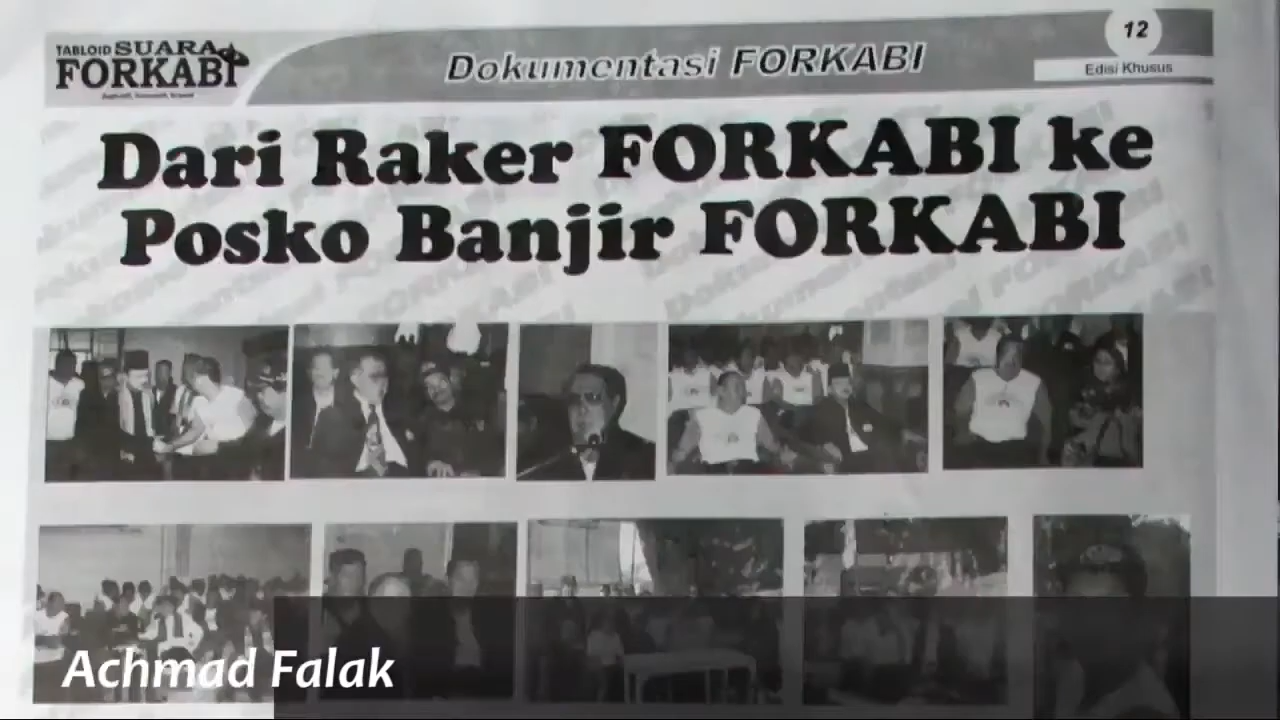 TABLOID SUARA
FORKABI
Dokumentasi FORKABI
12
Edisi Khusus
Dari Raker FORKABI ke
Posko Banjir FORKABI
Achmad Falak